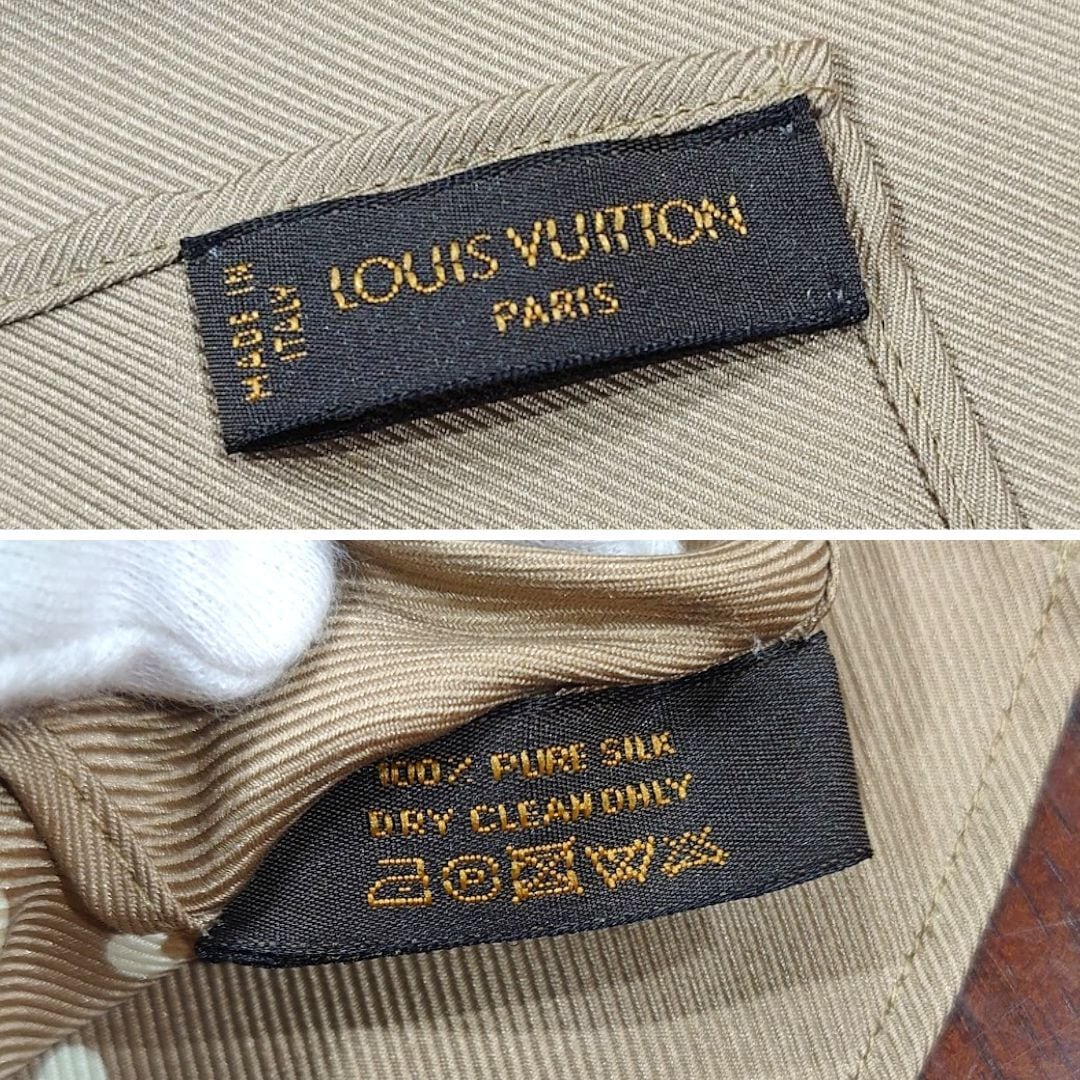 LOUIS VUITTON
PARIS
MADE IN
ITALY
100% PURE SILK
DRY CLEAN ONLY
P